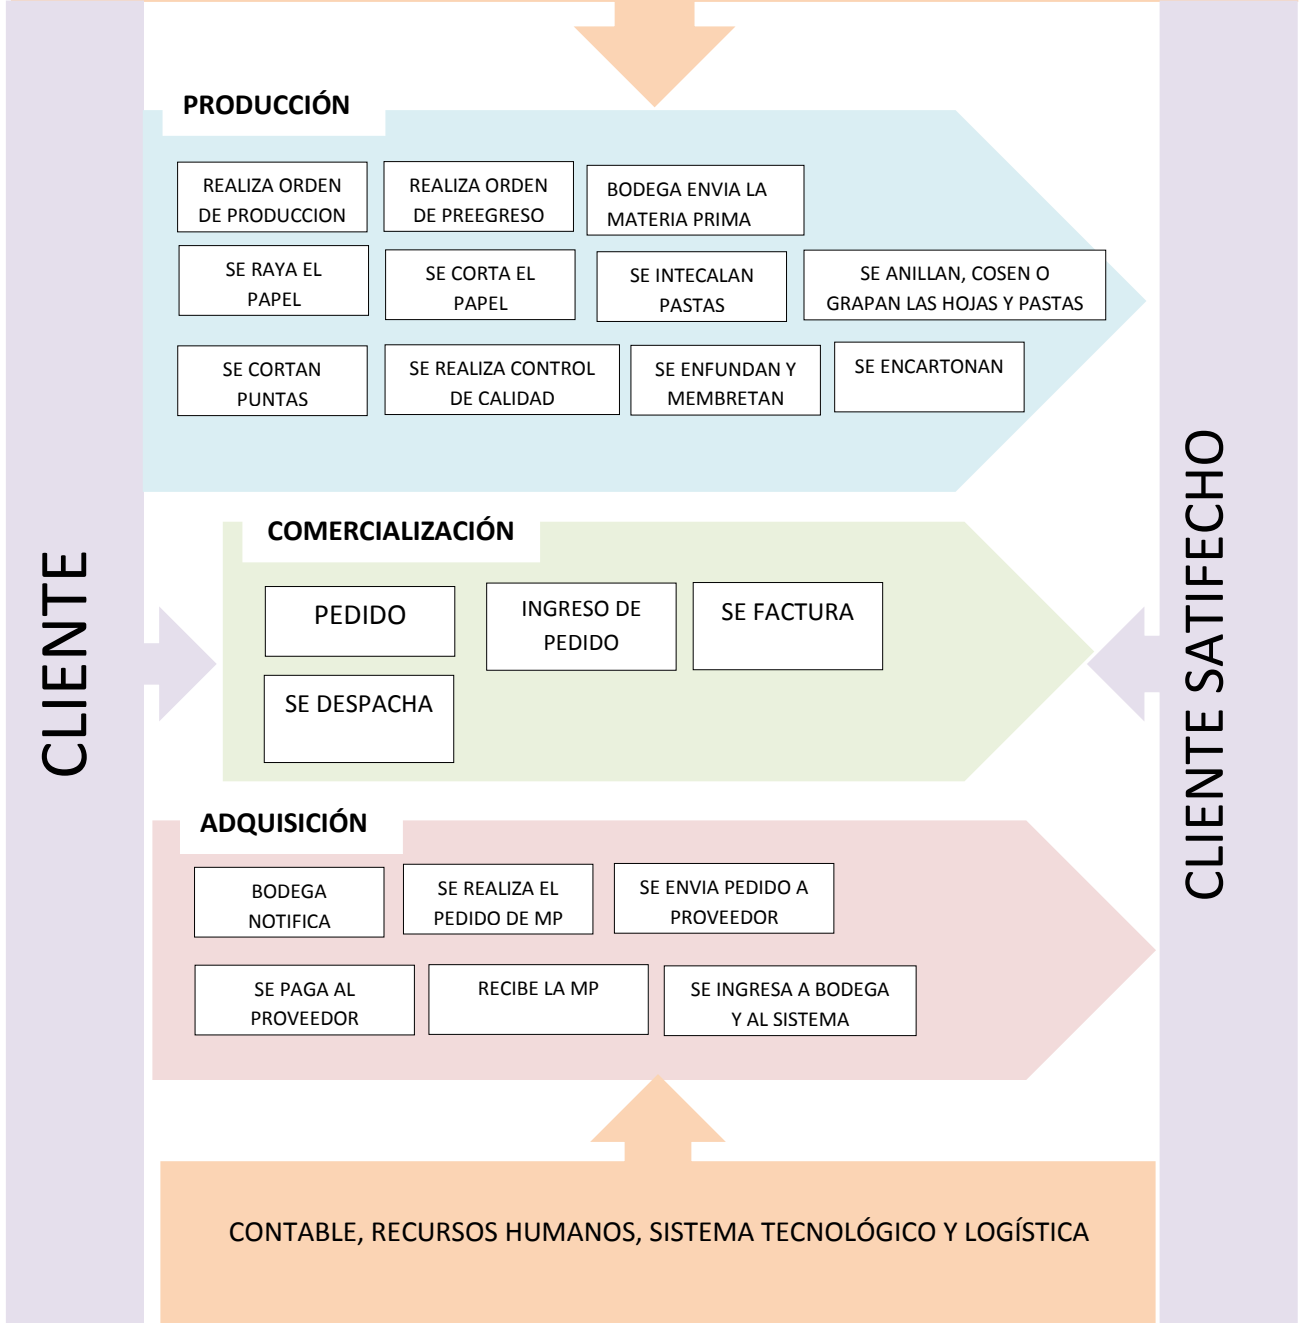 PRODUCCIÓN
REALIZA ORDEN
DE PRODUCCION
REALIZA ORDEN
DE PREEGRESO
BODEGA ENVIA LA
MATERIA PRIMA
SE RAYA EL
PAPEL
SE CORTA EL
PAPEL
SE INTECALAN
PASTAS
SE ANILLAN, COSEN O
GRAPAN LAS HOJAS Y PASTAS
SE CORTAN
PUNTAS
SE REALIZA CONTROL
DE CALIDAD
SE ENFUNDAN Y
MEMBRETAN
SE ENCARTONAN
CLIENTE
COMERCIALIZACIÓN
PEDIDO
INGRESO DE
PEDIDO
SE FACTURA
SE DESPACHA
CLIENTE SATIFECHO
ADQUISICIÓN
BODEGA
NOTIFICA
SE REALIZA EL
PEDIDO DE MP
SE ENVIA PEDIDO A
PROVEEDOR
SE PAGA AL
PROVEEDOR
RECIBE LA MP
SE INGRESA A BODEGA
Y AL SISTEMA
CONTABLE, RECURSOS HUMANOS, SISTEMA TECNOLÓGICO Y LOGÍSTICA